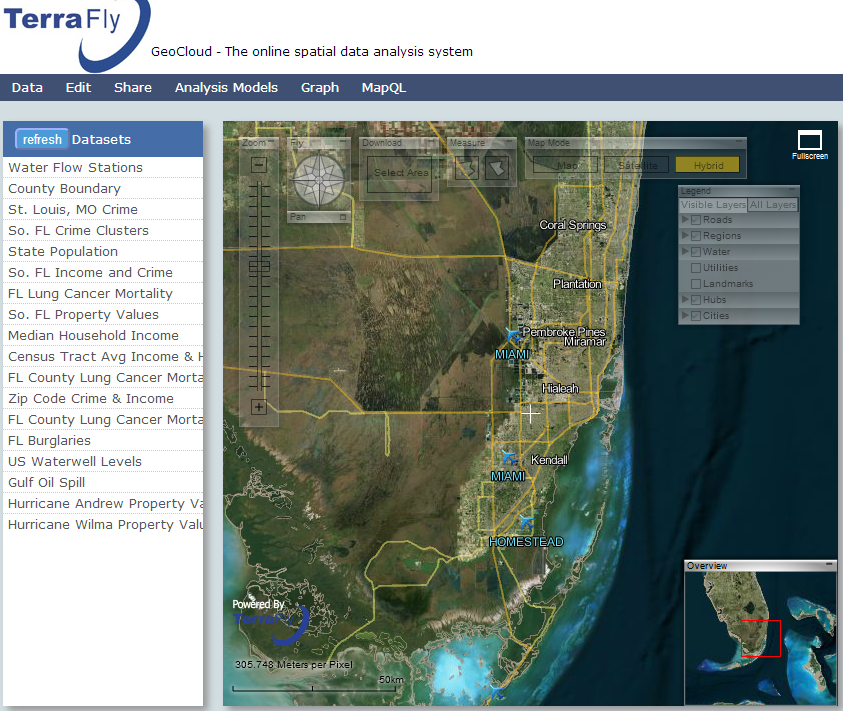 TerraFly
GeoCloud - The online spatial data analysis system
Data Edit Share Analysis Models Graph MapQL
refresh Datasets
Water Flow Stations
County Boundary
St. Louis, MO Crime
So. FL Crime Clusters
State Population
So. FL Income and Crime
FL Lung Cancer Mortality
So. FL Property Values
Median Household Income
Census Tract Avg Income & H
FL County Lung Cancer Morta
Zip Code Crime & Income
FL County Lung Cancer Morta
FL Burglaries
US Waterwell Levels
Gulf Oil Spill
Hurricane Andrew Property Va
Hurricane Wilma Property Valu
Zoom
Fly
Pan
Download
Select Area
Measure
Map Mode
Map Satellite Hybrid
Fullscreen
Legend
Visible Layers All Layers
Roads
Regions
Water
Utilities
Landmarks
Hubs
Cities
Coral Springs
Plantation
Pembroke Pines
Miramar
MIAMI
Hialeah
Kendall
MIAMI
HOMESTEAD
Powered By
TerraFly
305.748 Meters per Pixel
50km
Overview